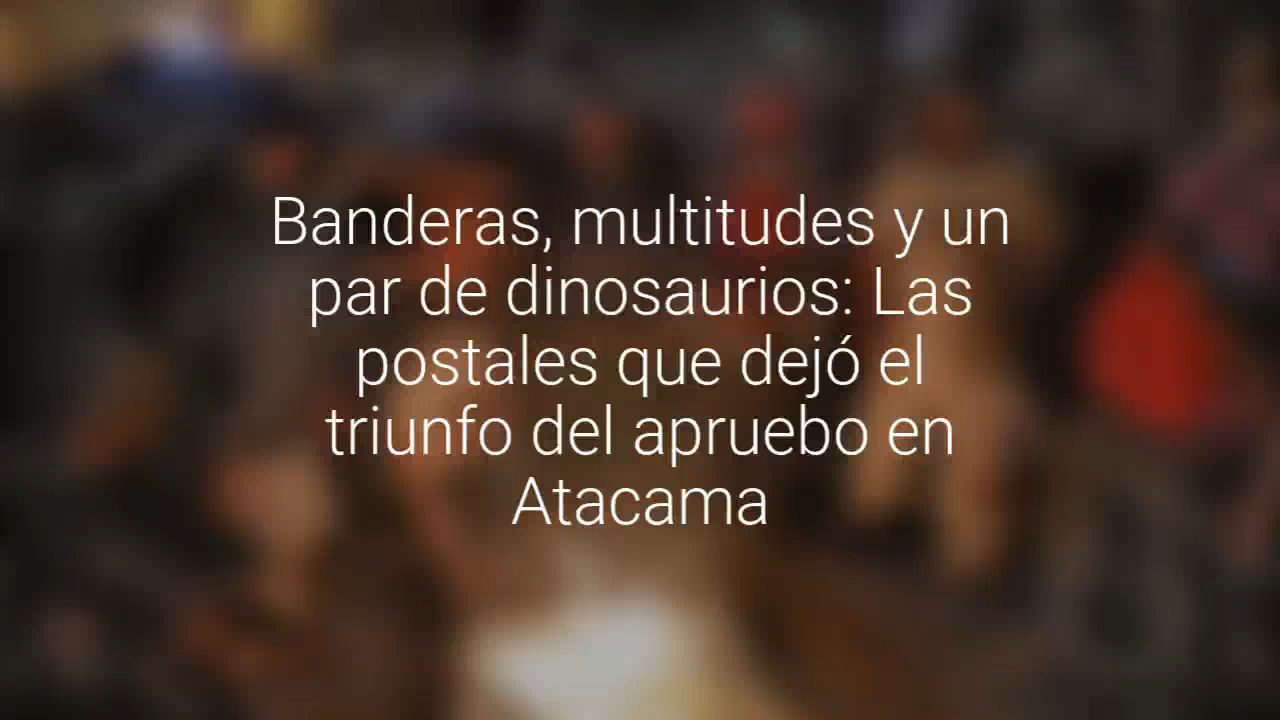 Banderas, multitudes y un
par de dinosaurios: Las
postales que dejó el
triunfo del apruebo en
Atacama